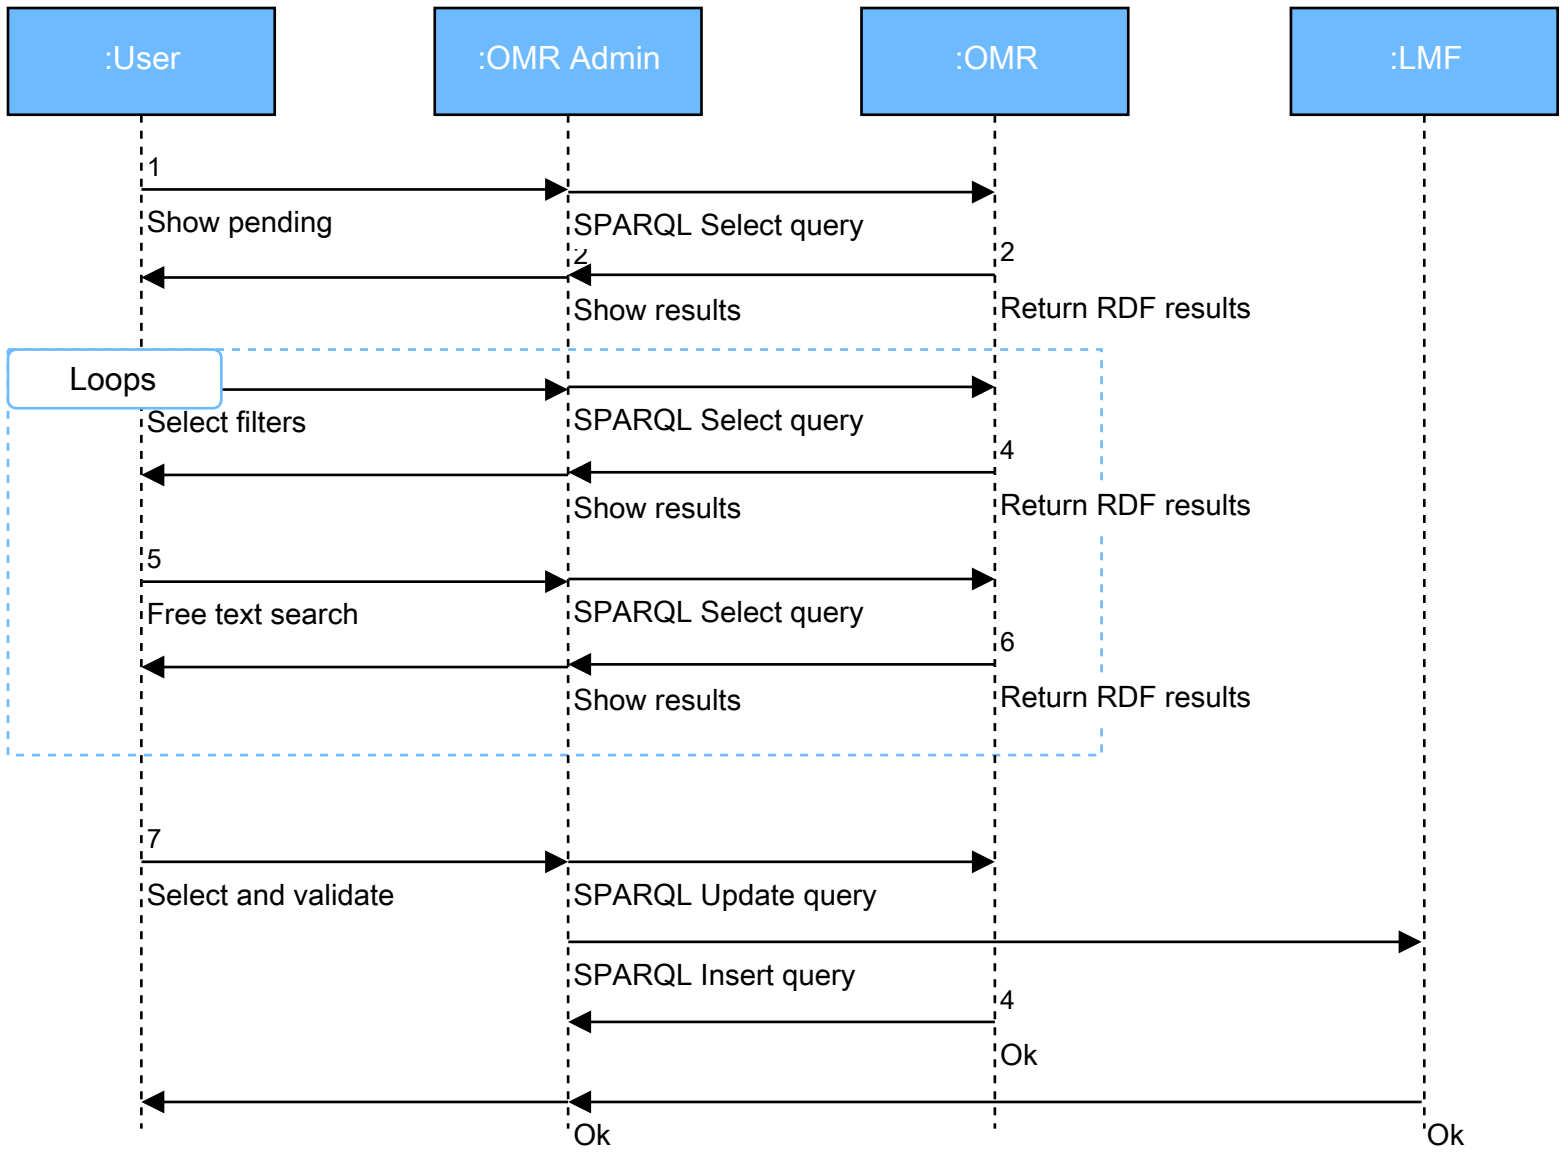 :User
:OMR Admin
:OMR
:LMF
1
Show pending
SPARQL Select query
2
2
Show results
Return RDF results
Loops
Select filters
SPARQL Select query
4
Show results
Return RDF results
5
Free text search
SPARQL Select query
6
Show results
Return RDF results
7
Select and validate
SPARQL Update query
SPARQL Insert query
4
Ok
Ok
Ok